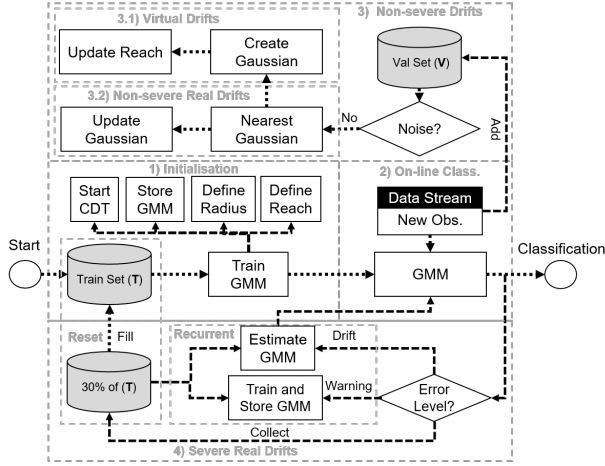 3.1) Virtual Drifts
3) Non-severe Drifts
Update Reach
Create
Gaussian
Val Set (V)
3.2) Non-severe Real Drifts
Update
Gaussian
Nearest
Gaussian
No
Noise?
Add
1) Initialisation
2) On-line Class.
Start
CDT
Store
GMM
Define
Radius
Define
Reach
Data Stream
New Obs.
Start
Train Set (T)
Train
GMM
GMM
Classification
Reset
Fill
Recurrent
Estimate
GMM
Drift
30% of (T)
Train and
Store GMM
Warning
Error
Level?
Collect
4) Severe Real Drifts